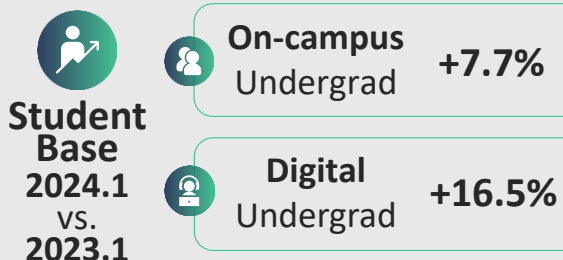 Student
Base
2024.1
vs.
2023.1
On-campus
Undergrad
+7.7%
Digital
Undergrad
+16.5%